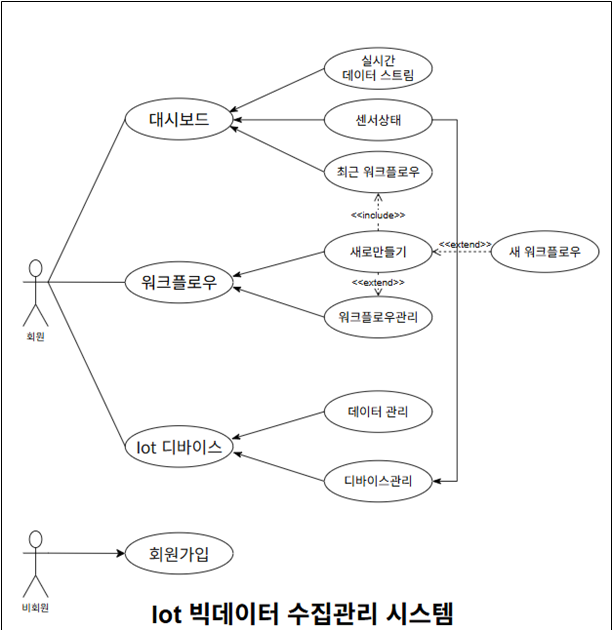 실시간
데이터 스트림
대시보드
센서상태
최근 워크플로우
<<include>>
새로만들기
<<extend>>
새 워크플로우
워크플로우
<<extend>>
워크플로우관리
회원
데이터 관리
Iot 디바이스
디바이스관리
회원가입
비회원
Iot 빅데이터 수집관리 시스템